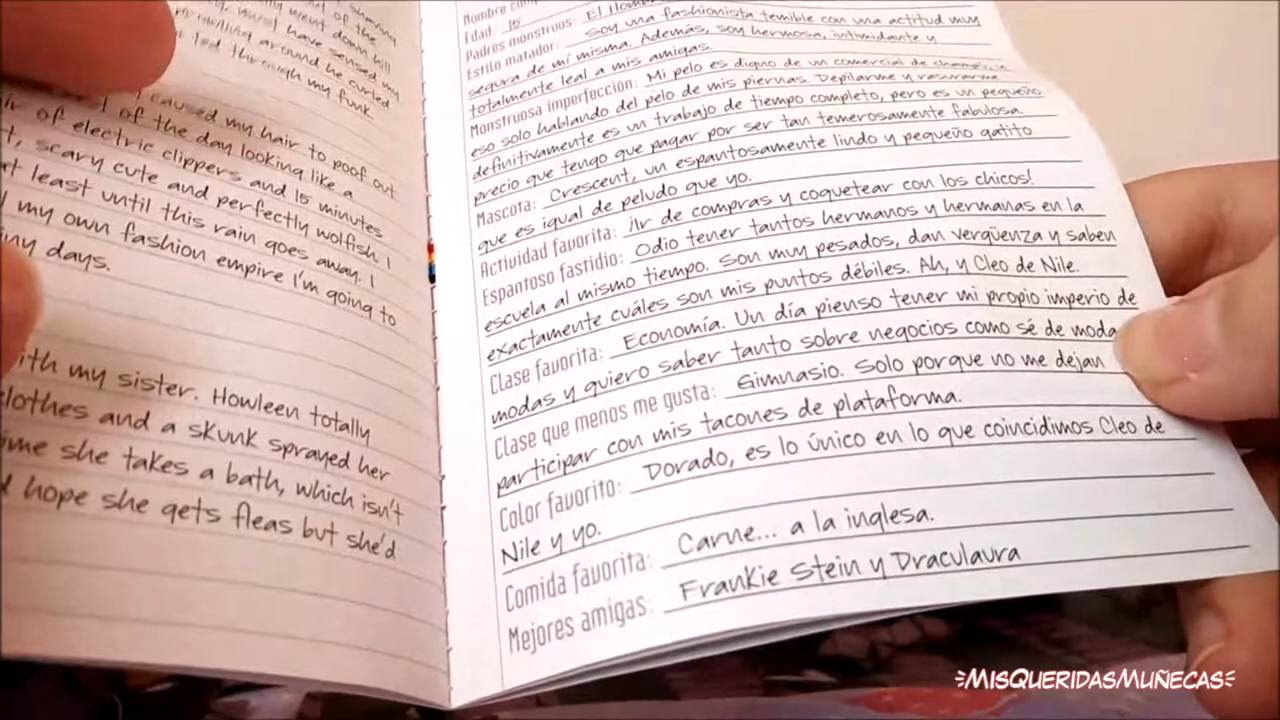 of the
went down hill
I have sensed my
around he curled
led through my funk.
caused my hair to poof out
of the day looking like a
of electric clippers and 15 minutes
scary cute and perfectly wolfish. I
at least until this rain goes away. I
my own fashion empire I'm going to
days.
with my sister. Howleen totally
clothes and a skunk sprayed her
time she takes a bath, which isn't
hope she gets fleas but she'd
Nombre
Edad: 15
Padres monstruos: El Hom
Estilo matador: Soy una fashionista temible con una actitud muy
segura de mí misma. Además, soy hermosa, intimidante y
totalmente leal a mis amigas.
Monstruosa imperfección: Mi pelo es digno de un comercial de champú, y
eso solo hablando del pelo de mis piernas. Depilarme y rasurarme
definitivamente es un trabajo de tiempo completo, pero es un pequeño
precio que tengo que pagar por ser tan temerosamente fabulosa.
Mascota: Crescent, un espantosamente lindo y pequeño gatito
que es igual de peludo que yo.
Actividad favorita: ¡Ir de compras y coquetear con los chicos!
Espantoso fastidio: Odio tener tantos hermanos y hermanas en la
escuela al mismo tiempo. Son muy pesados, dan vergüenza y saben
exactamente cuáles son mis puntos débiles. Ah, y Cleo de Nile.
Clase favorita: Economía. Un día pienso tener mi propio imperio de
modas y quiero saber tanto sobre negocios como sé de moda.
Clase que menos me gusta: Gimnasio. Solo porque no me dejan
participar con mis tacones de plataforma.
Color favorito: Dorado, es lo único en lo que coincidimos Cleo de
Nile y yo.
Comida favorita: Carne... a la inglesa.
Mejores amigas: Frankie Stein y Draculaura
MISQUERIDASMUÑECAS